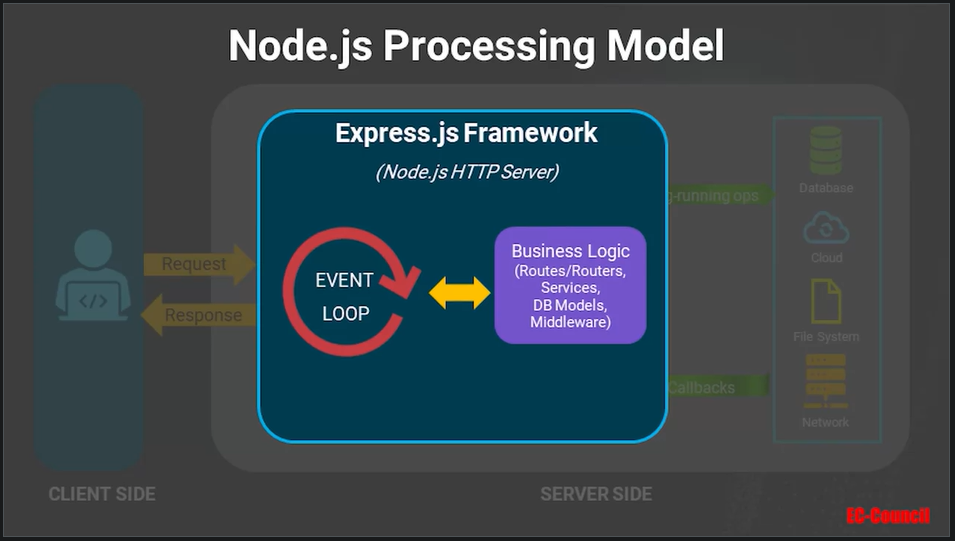 Node.js Processing Model
Express.js Framework
(Node.js HTTP Server)
EVENT
LOOP
Business Logic
(Routes/Routers,
Services,
DB Models,
Middleware)
Request
Response
g-running ops
Callbacks
Database
Cloud
File System
Network
CLIENT SIDE
SERVER SIDE
EC-Council